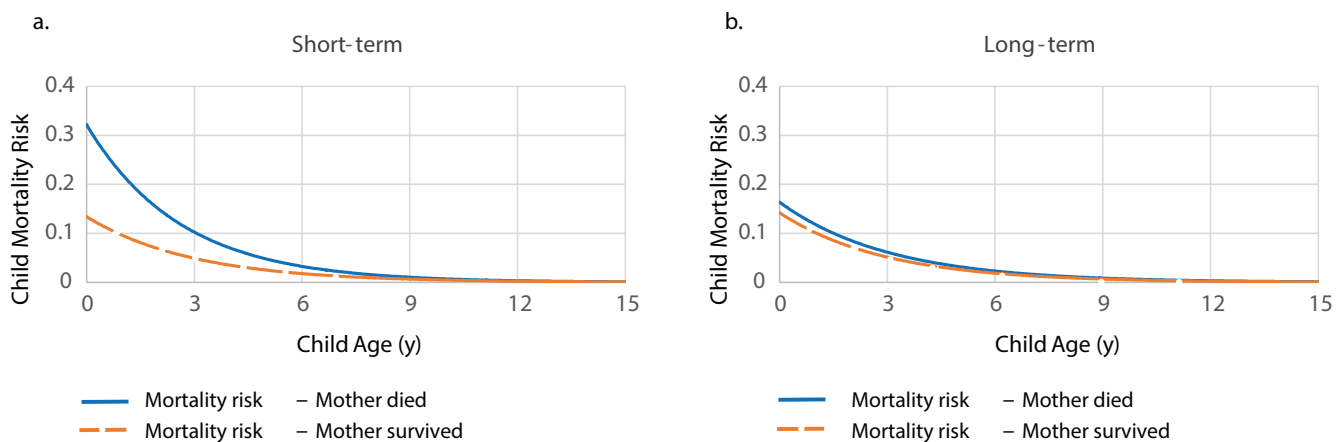 a.
Short-term
Child Mortality Risk
0.4
0.3
0.2
0.1
0
0 3 6 9 12 15
Child Age (y)
Mortality risk – Mother died
Mortality risk – Mother survived
b.
Long-term
Child Mortality Risk
0.4
0.3
0.2
0.1
0
0 3 6 9 12 15
Child Age (y)
Mortality risk – Mother died
Mortality risk – Mother survived